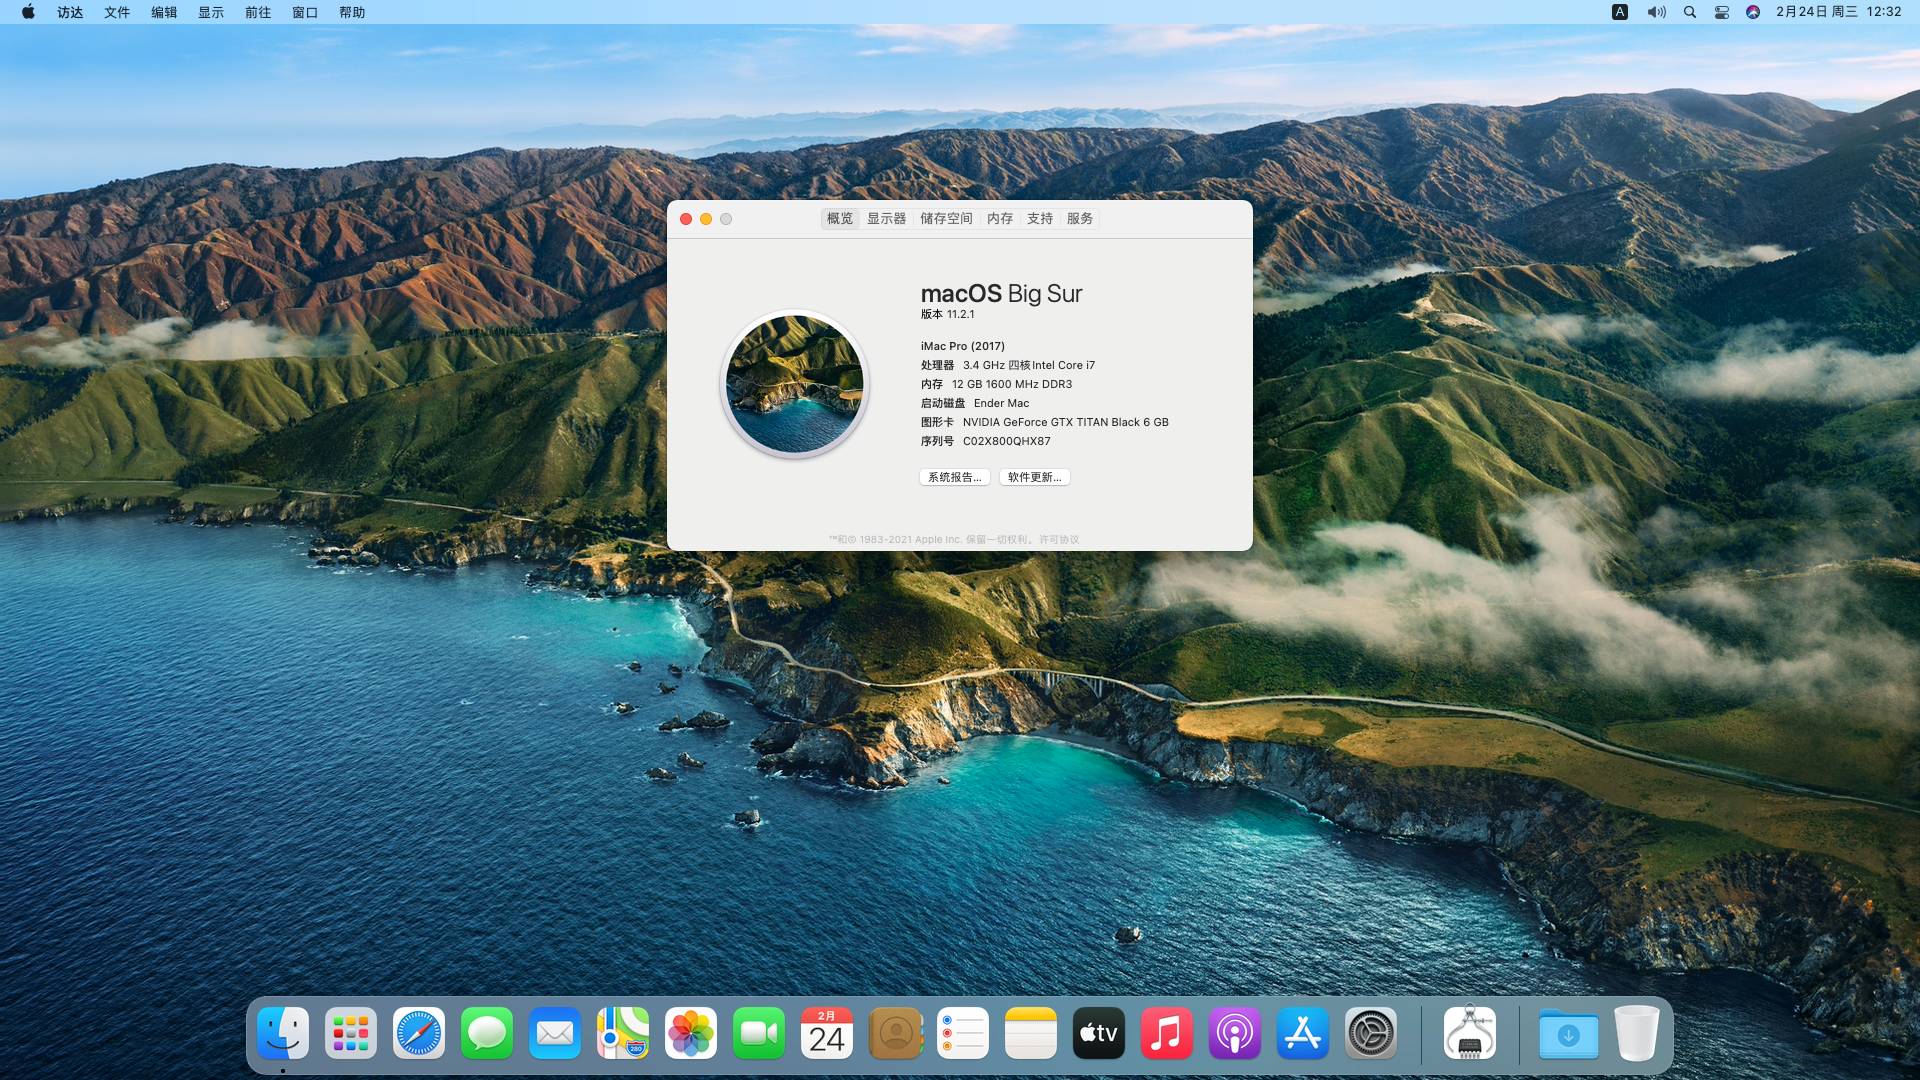 访达 文件 编辑 显示 前往 窗口 帮助
A 2月24日 周三 12:32
概览 显示器 储存空间 内存 支持 服务
macOS Big Sur
版本 11.2.1
iMac Pro (2017)
处理器 3.4 GHz 四核Intel Core i7
内存 12 GB 1600 MHz DDR3
启动磁盘 Ender Mac
图形卡 NVIDIA GeForce GTX TITAN Black 6 GB
序列号 C02X800QHX87
系统报告... 软件更新...
™和© 1983-2021 Apple Inc. 保留一切权利。许可协议
280
2月
24
tv